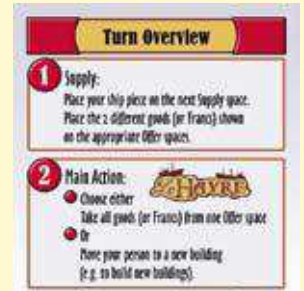 Turn Overview
1 Supply:
Place your ship piece on the next Supply space.
Place the 2 different goods (or Francs) shown
on the appropriate Offer spaces.
2 Main Action:
Le HAVRE
Choose either
Take all goods (or Francs) from one Offer space
Or
Move your person to a new building
(e.g. to build new buildings).